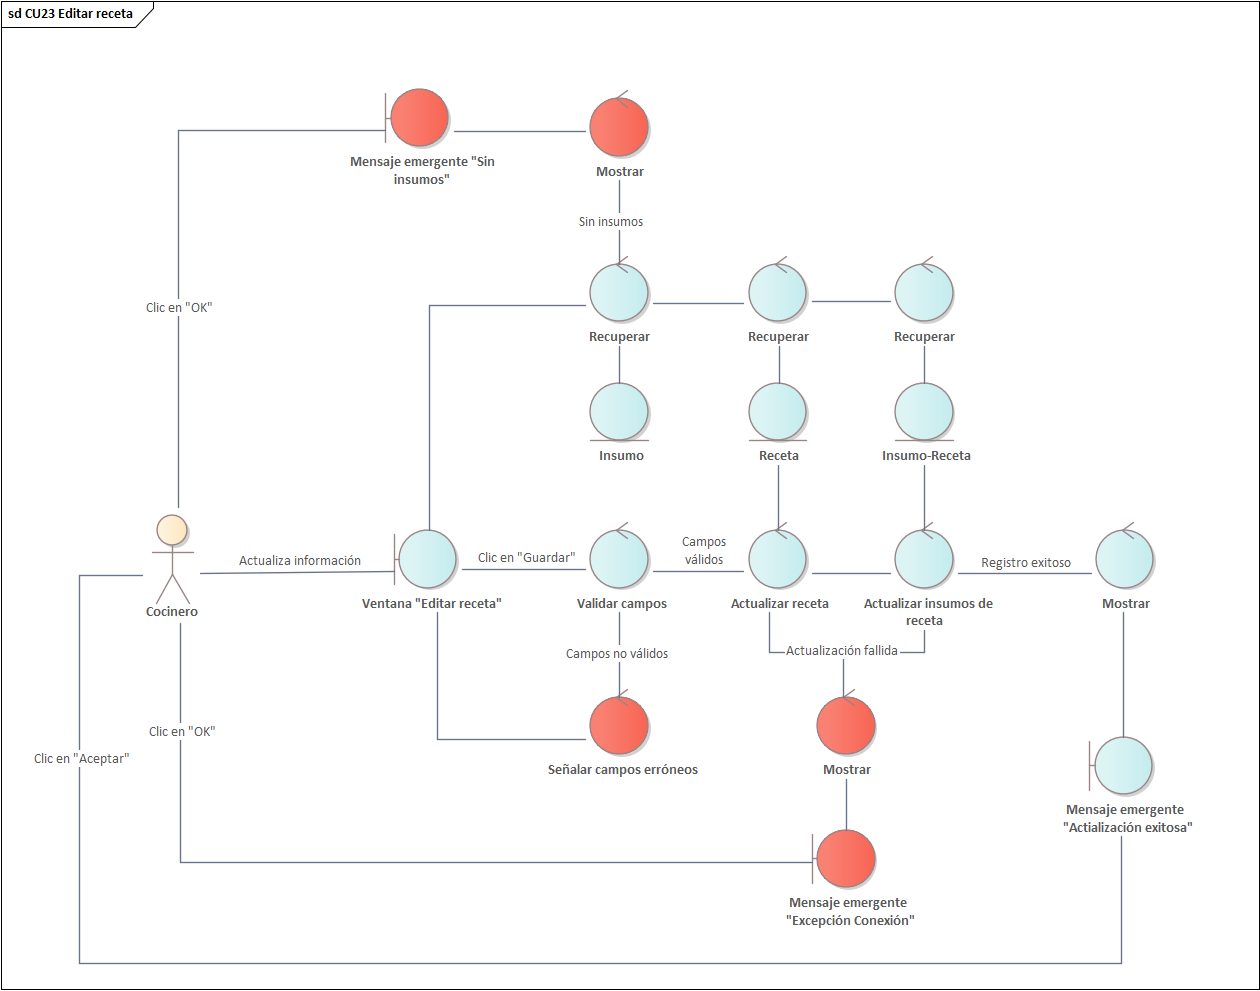 sd CU23 Editar receta
Mensaje emergente "Sin
insumos"
Mostrar
Sin insumos
Clic en "OK"
Recuperar
Recuperar
Recuperar
Insumo
Receta
Insumo-Receta
Cocinero
Actualiza información
Ventana "Editar receta"
Clic en "Guardar"
Validar campos
Campos
válidos
Actualizar receta
Actualizar insumos de
receta
Registro exitoso
Mostrar
Campos no válidos
Actualización fallida
Clic en "OK"
Clic en "Aceptar"
Señalar campos erróneos
Mostrar
Mensaje emergente
"Actialización exitosa"
Mensaje emergente
"Excepción Conexión"